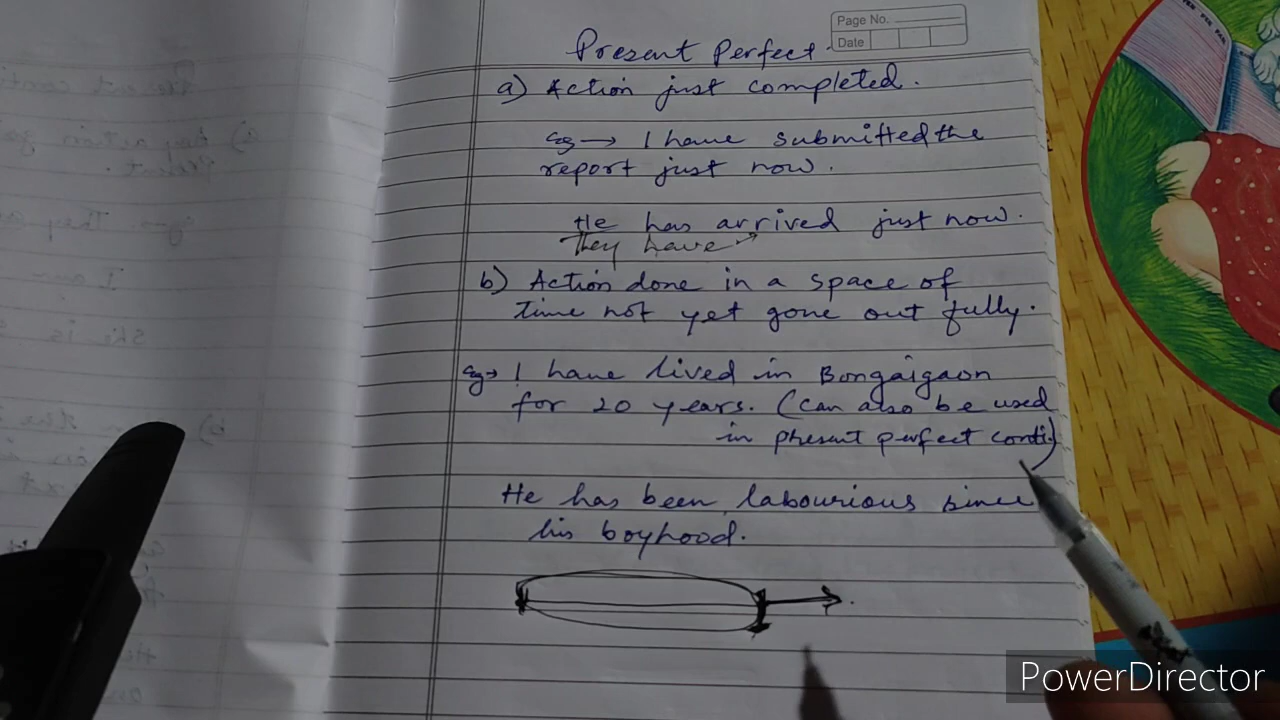 Page No.
Date
Present Perfect.
a) Action just completed.
eg → I have submitted the
report just now.
He has arrived just now.
They have
b) Action done in a space of
time not yet gone out fully.
eg → I have lived in Bongaigaon
for 20 years. (can also be used
in present perfect conti)
He has been labourious since
his boyhood.
PowerDirector